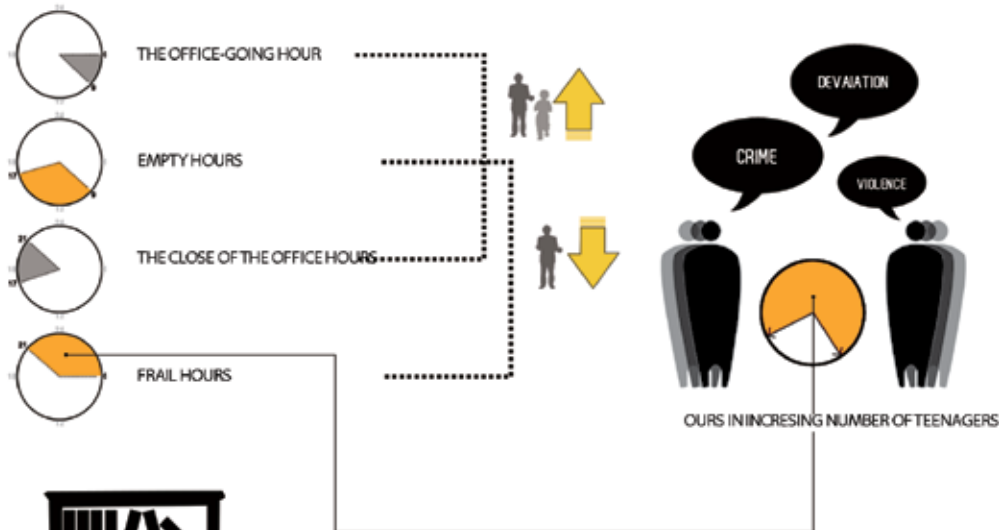 THE OFFICE-GOING HOUR
EMPTY HOURS
THE CLOSE OF THE OFFICE HOURS
FRAIL HOURS
DEVAIATION
CRIME
VIOLENCE
OURS IN INCRESING NUMBER OF TEENAGERS